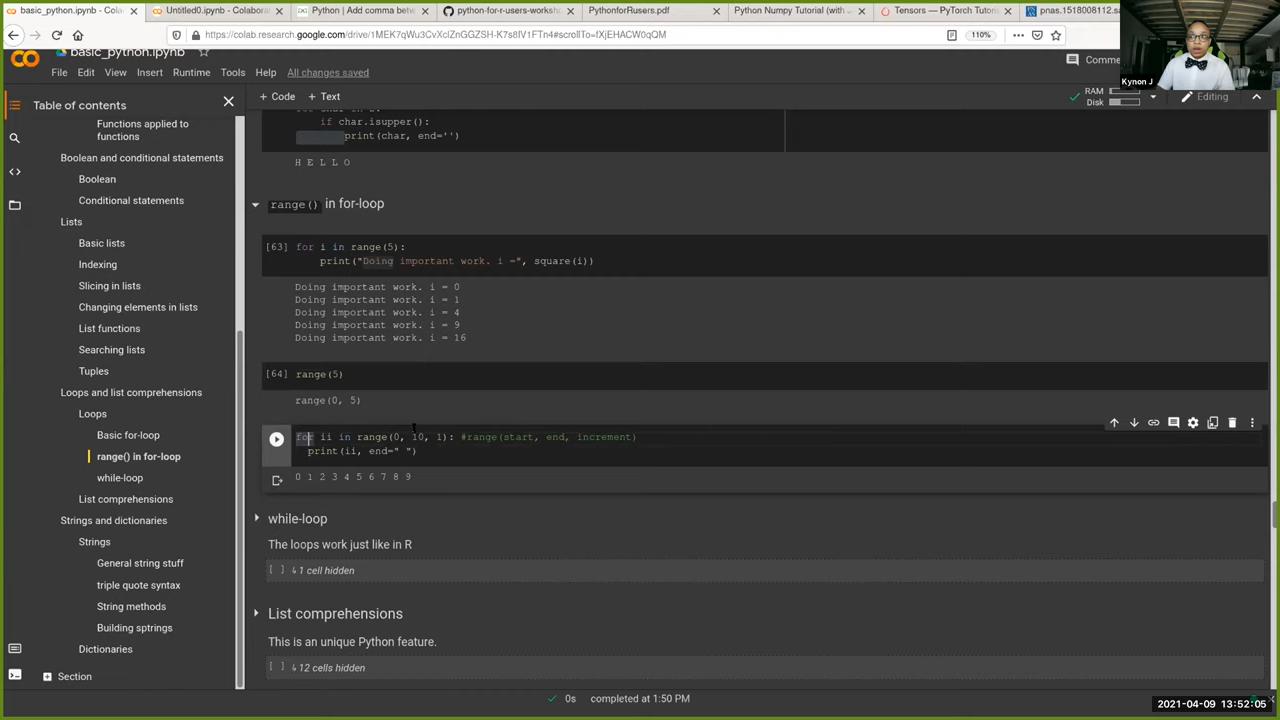 basic_python.ipynb - Colab
Untitled0.ipynb - Colaborat
Python | Add comma betwe
python-for-r-users-worksh
PythonforRusers.pdf
Python Numpy Tutorial (with
Tensors — PyTorch Tutori
pnas.1518008112.sa
https://colab.research.google.com/drive/1MEK7qWu3CvXclZnGGZSH-K7selV1FTn4#scrollTo=fXjEHACW0qQM
110%
Kynon J
basic_python.ipynb
File Edit View Insert Runtime Tools Help All changes saved
Comme
Table of contents
+ Code + Text
RAM
Disk
Editing
Functions applied to
functions
Boolean and conditional statements
Boolean
Conditional statements
Lists
Basic lists
Indexing
Slicing in lists
Changing elements in lists
List functions
Searching lists
Tuples
Loops and list comprehensions
Loops
Basic for-loop
range() in for-loop
while-loop
List comprehensions
Strings and dictionaries
Strings
General string stuff
triple quote syntax
String methods
Building sptrings
Dictionaries
Section
if char.isupper():
print(char, end='')
H E L L O
range() in for-loop
[63] for i in range(5):
print("Doing important work. i =", square(i))
Doing important work. i = 0
Doing important work. i = 1
Doing important work. i = 4
Doing important work. i = 9
Doing important work. i = 16
[64] range(5)
range(0, 5)
for ii in range(0, 10, 1): #range(start, end, increment)
print(ii, end=" ")
0 1 2 3 4 5 6 7 8 9
while-loop
The loops work just like in R
[ ] ↳ 1 cell hidden
List comprehensions
This is an unique Python feature.
[ ] ↳ 12 cells hidden
0s completed at 1:50 PM
2021-04-09 13:52:05